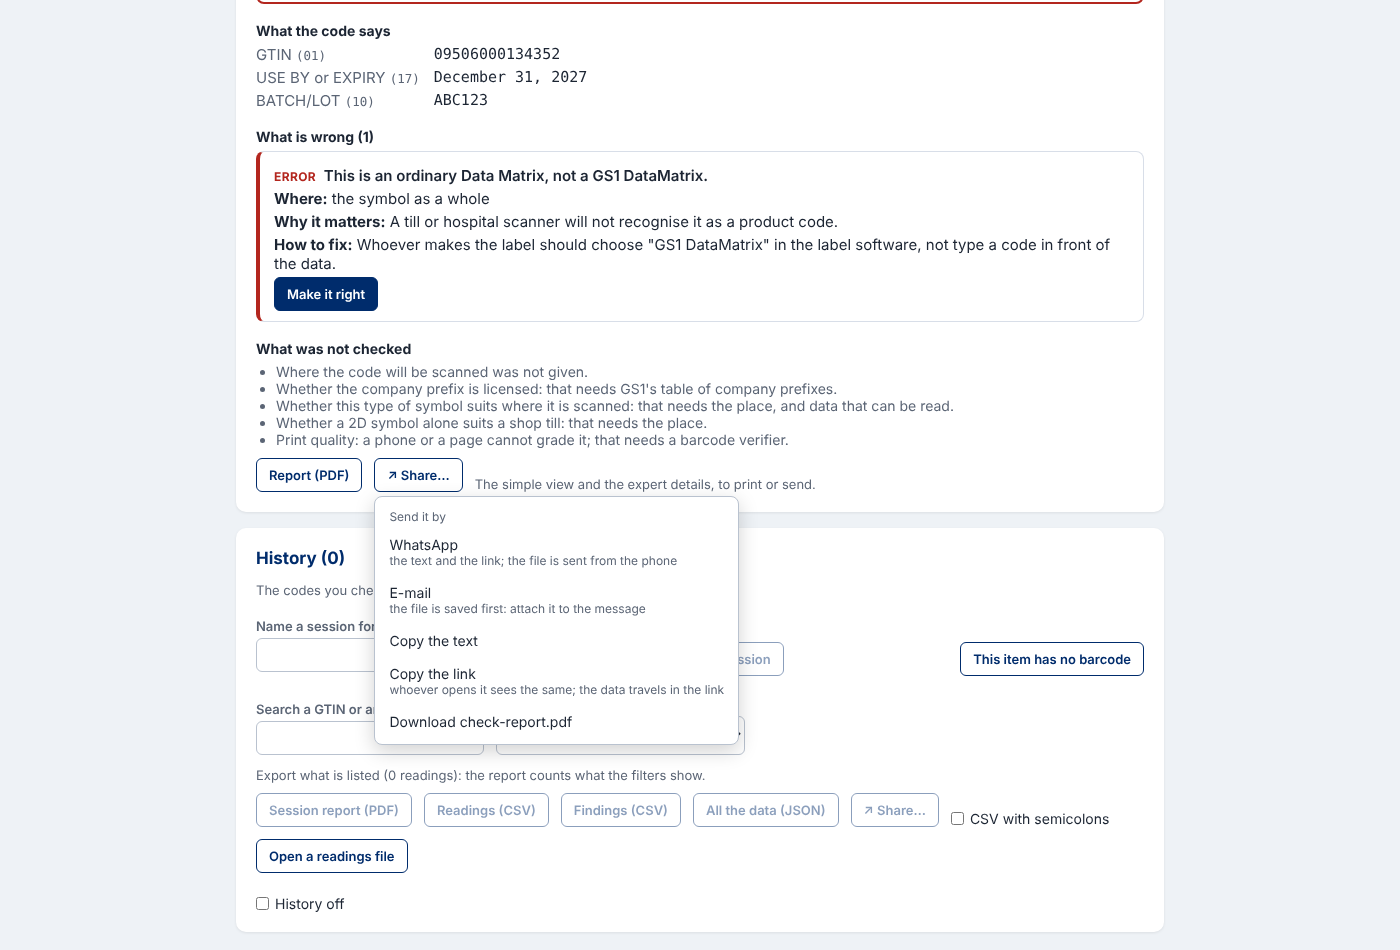 What the code says
GTIN (01) 09506000134352
USE BY or EXPIRY (17) December 31, 2027
BATCH/LOT (10) ABC123
What is wrong (1)
ERROR This is an ordinary Data Matrix, not a GS1 DataMatrix.
Where: the symbol as a whole
Why it matters: A till or hospital scanner will not recognise it as a product code.
How to fix: Whoever makes the label should choose "GS1 DataMatrix" in the label software, not type a code in front of
the data.
Make it right
What was not checked
• Where the code will be scanned was not given.
• Whether the company prefix is licensed: that needs GS1's table of company prefixes.
• Whether this type of symbol suits where it is scanned: that needs the place, and data that can be read.
• Whether a 2D symbol alone suits a shop till: that needs the place.
• Print quality: a phone or a page cannot grade it; that needs a barcode verifier.
Report (PDF) ↗ Share... The simple view and the expert details, to print or send.
Send it by
WhatsApp
the text and the link; the file is sent from the phone
E-mail
the file is saved first: attach it to the message
Copy the text
Copy the link
whoever opens it sees the same; the data travels in the link
Download check-report.pdf
History (0)
The codes you
Name a session
This item has no barcode
Search a GTIN or
Export what is listed (0 readings): the report counts what the filters show.
Session report (PDF) Readings (CSV) Findings (CSV) All the data (JSON) ↗ Share... CSV with semicolons
Open a readings file
History off